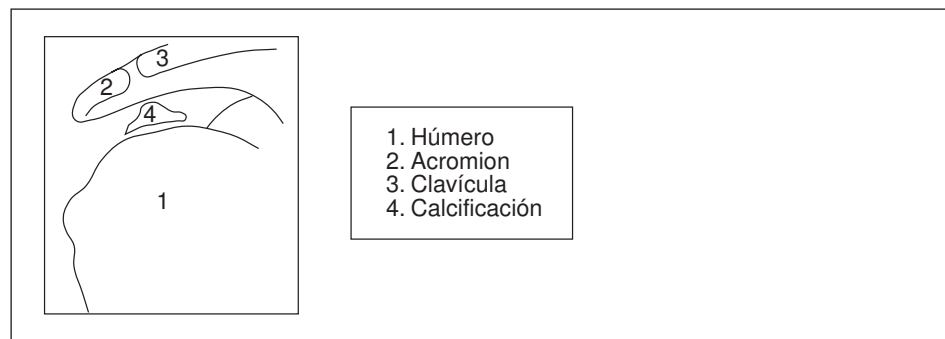 3
2
4
1
1. Húmero
2. Acromion
3. Clavícula
4. Calcificación